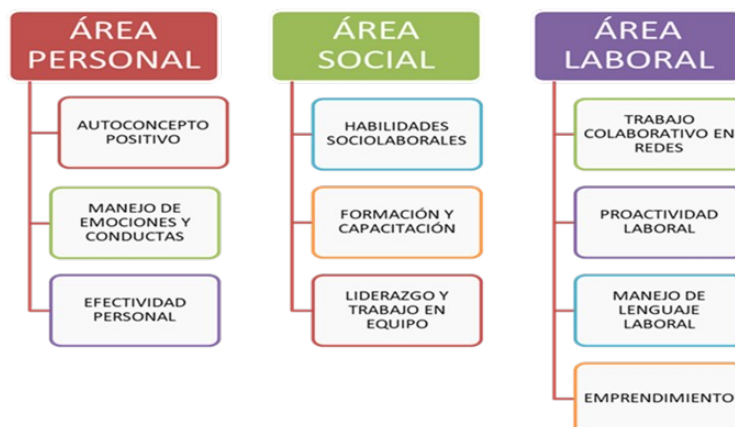 ÁREA
PERSONAL
AUTOCONCEPTO
POSITIVO
MANEJO DE
EMOCIONES Y
CONDUCTAS
EFECTIVIDAD
PERSONAL
ÁREA
SOCIAL
HABILIDADES
SOCIOLABORALES
FORMACIÓN Y
CAPACITACIÓN
LIDERAZGO Y
TRABAJO EN
EQUIPO
ÁREA
LABORAL
TRABAJO
COLABORATIVO EN
REDES
PROACTIVIDAD
LABORAL
MANEJO DE
LENGUAJE
LABORAL
EMPRENDIMIENTO